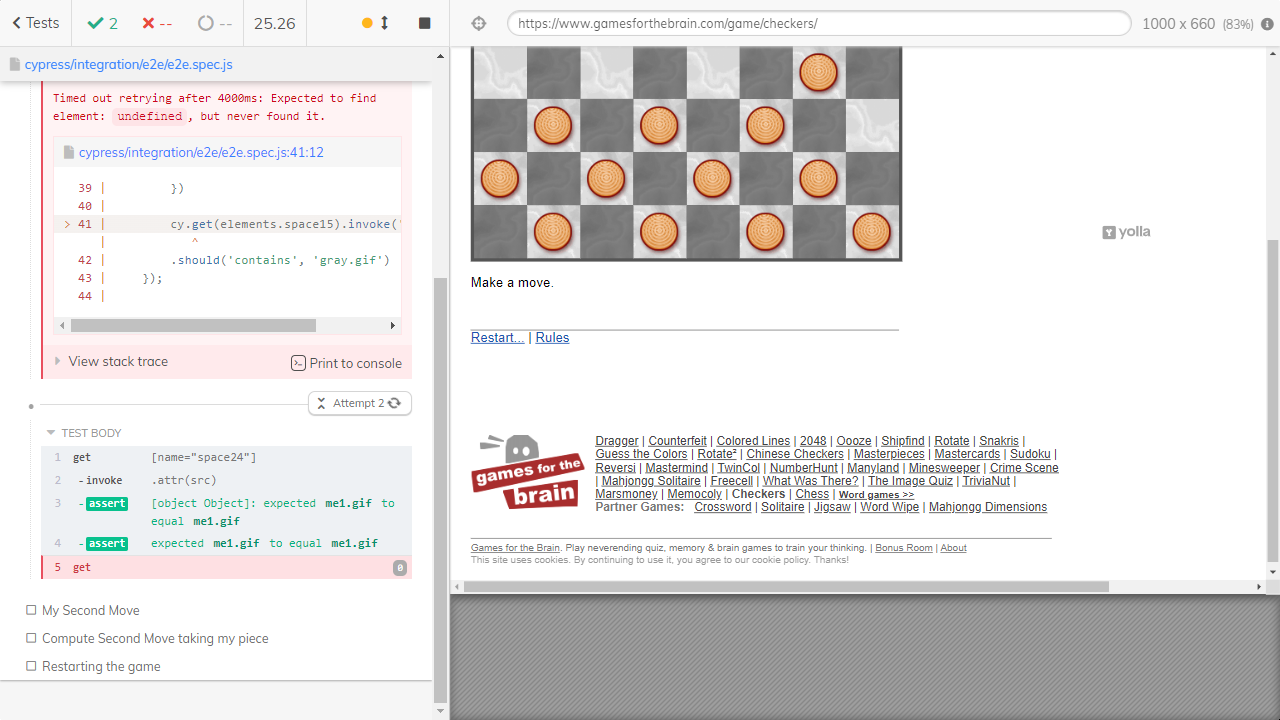 Tests
2
--
--
25.26
https://www.gamesforthebrain.com/game/checkers/
1000 x 660 (83%)
cypress/integration/e2e/e2e.spec.js
Timed out retrying after 4000ms: Expected to find
element: undefined, but never found it.
cypress/integration/e2e/e2e.spec.js:41:12
39 | })
40 |
> 41 | cy.get(elements.space15).invoke('
| ^
42 | .should('contains', 'gray.gif')
43 | });
44 |
View stack trace
Print to console
Attempt 2
TEST BODY
1 get [name="space24"]
2 -invoke .attr(src)
3 -assert [object Object]: expected me1.gif to
equal me1.gif
4 -assert expected me1.gif to equal me1.gif
5 get 0
My Second Move
Compute Second Move taking my piece
Restarting the game
yolla
Make a move.
Restart... | Rules
games for the
brain
Dragger | Counterfeit | Colored Lines | 2048 | Oooze | Shipfind | Rotate | Snakris |
Guess the Colors | Rotate² | Chinese Checkers | Masterpieces | Mastercards | Sudoku |
Reversi | Mastermind | TwinCol | NumberHunt | Manyland | Minesweeper | Crime Scene
| Mahjongg Solitaire | Freecell | What Was There? | The Image Quiz | TriviaNut |
Marsmoney | Memocoly | Checkers | Chess | Word games >>
Partner Games: Crossword | Solitaire | Jigsaw | Word Wipe | Mahjongg Dimensions
Games for the Brain. Play neverending quiz, memory & brain games to train your thinking. | Bonus Room | About
This site uses cookies. By continuing to use it, you agree to our cookie policy. Thanks!